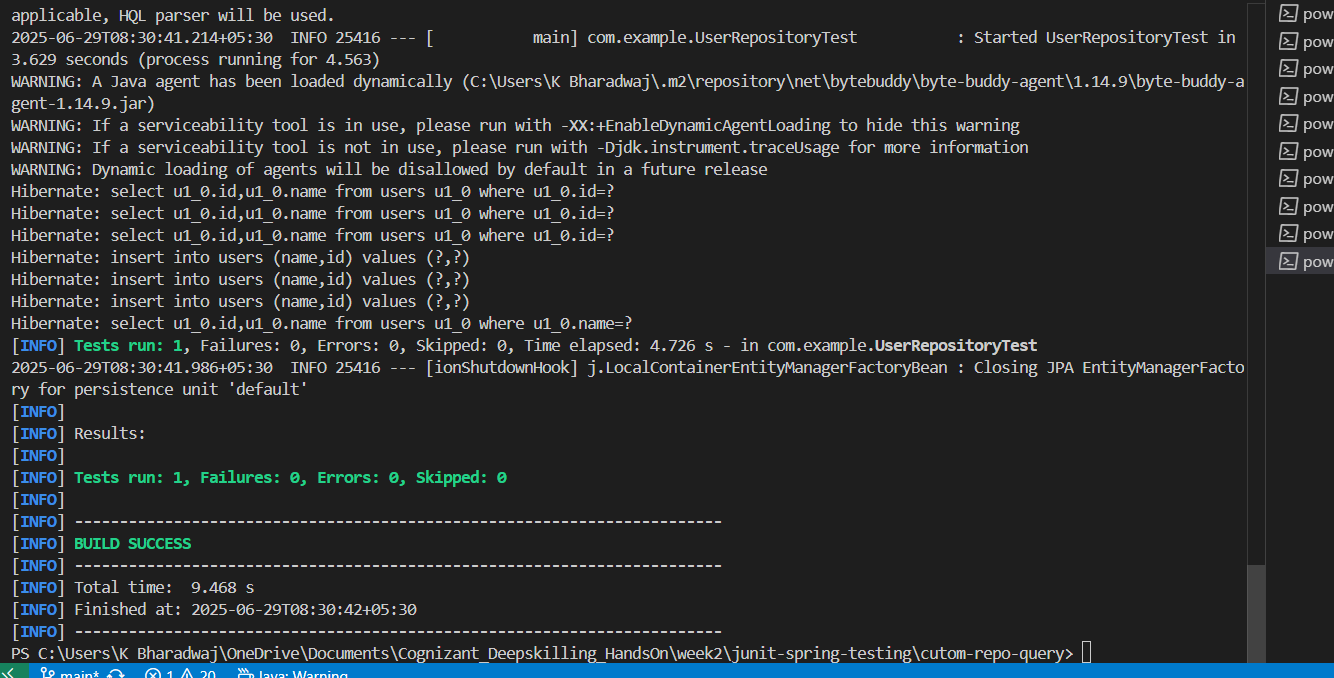 applicable, HQL parser will be used.
2025-06-29T08:30:41.214+05:30  INFO 25416 --- [           main] com.example.UserRepositoryTest           : Started UserRepositoryTest in
3.629 seconds (process running for 4.563)
WARNING: A Java agent has been loaded dynamically (C:\Users\K Bharadwaj\.m2\repository\net\bytebuddy\byte-buddy-agent\1.14.9\byte-buddy-a
gent-1.14.9.jar)
WARNING: If a serviceability tool is in use, please run with -XX:+EnableDynamicAgentLoading to hide this warning
WARNING: If a serviceability tool is not in use, please run with -Djdk.instrument.traceUsage for more information
WARNING: Dynamic loading of agents will be disallowed by default in a future release
Hibernate: select u1_0.id,u1_0.name from users u1_0 where u1_0.id=?
Hibernate: select u1_0.id,u1_0.name from users u1_0 where u1_0.id=?
Hibernate: select u1_0.id,u1_0.name from users u1_0 where u1_0.id=?
Hibernate: insert into users (name,id) values (?,?)
Hibernate: insert into users (name,id) values (?,?)
Hibernate: insert into users (name,id) values (?,?)
Hibernate: select u1_0.id,u1_0.name from users u1_0 where u1_0.name=?
[INFO] Tests run: 1, Failures: 0, Errors: 0, Skipped: 0, Time elapsed: 4.726 s - in com.example.UserRepositoryTest
2025-06-29T08:30:41.986+05:30  INFO 25416 --- [ionShutdownHook] j.LocalContainerEntityManagerFactoryBean : Closing JPA EntityManagerFacto
ry for persistence unit 'default'
[INFO]
[INFO] Results:
[INFO]
[INFO] Tests run: 1, Failures: 0, Errors: 0, Skipped: 0
[INFO]
[INFO] ------------------------------------------------------------------------
[INFO] BUILD SUCCESS
[INFO] ------------------------------------------------------------------------
[INFO] Total time:  9.468 s
[INFO] Finished at: 2025-06-29T08:30:42+05:30
[INFO] ------------------------------------------------------------------------
PS C:\Users\K Bharadwaj\OneDrive\Documents\Cognizant_Deepskilling_HandsOn\week2\junit-spring-testing\cutom-repo-query>
pow
pow
pow
pow
pow
pow
pow
pow
pow
pow
main* 1 20 Java: Warning